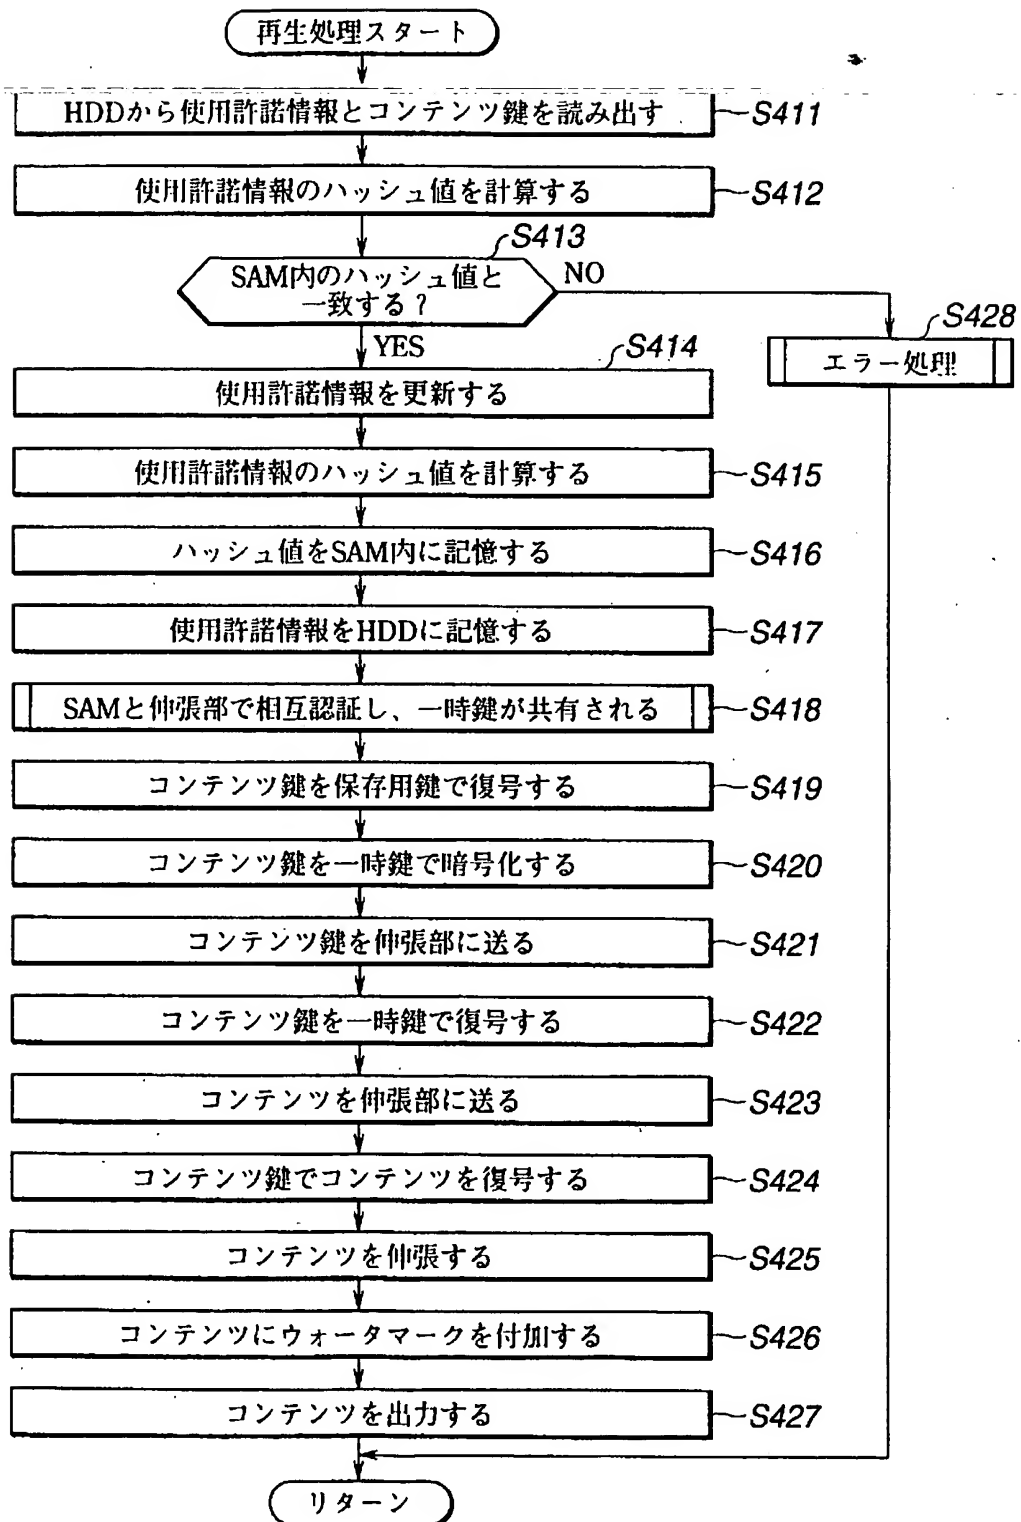 再生処理スタート
HDDから使用許諾情報とコンテンツ鍵を読み出す
S411
使用許諾情報のハッシュ値を計算する
S412
S413
SAM内のハッシュ値と
一致する?
NO
YES
S428
エラー処理
S414
使用許諾情報を更新する
使用許諾情報のハッシュ値を計算する
S415
ハッシュ値をSAM内に記憶する
S416
使用許諾情報をHDDに記憶する
S417
SAMと伸張部で相互認証し、一時鍵が共有される
S418
コンテンツ鍵を保存用鍵で復号する
S419
コンテンツ鍵を一時鍵で暗号化する
S420
コンテンツ鍵を伸張部に送る
S421
コンテンツ鍵を一時鍵で復号する
S422
コンテンツを伸張部に送る
S423
コンテンツ鍵でコンテンツを復号する
S424
コンテンツを伸張する
S425
コンテンツにウォータマークを付加する
S426
コンテンツを出力する
S427
リターン